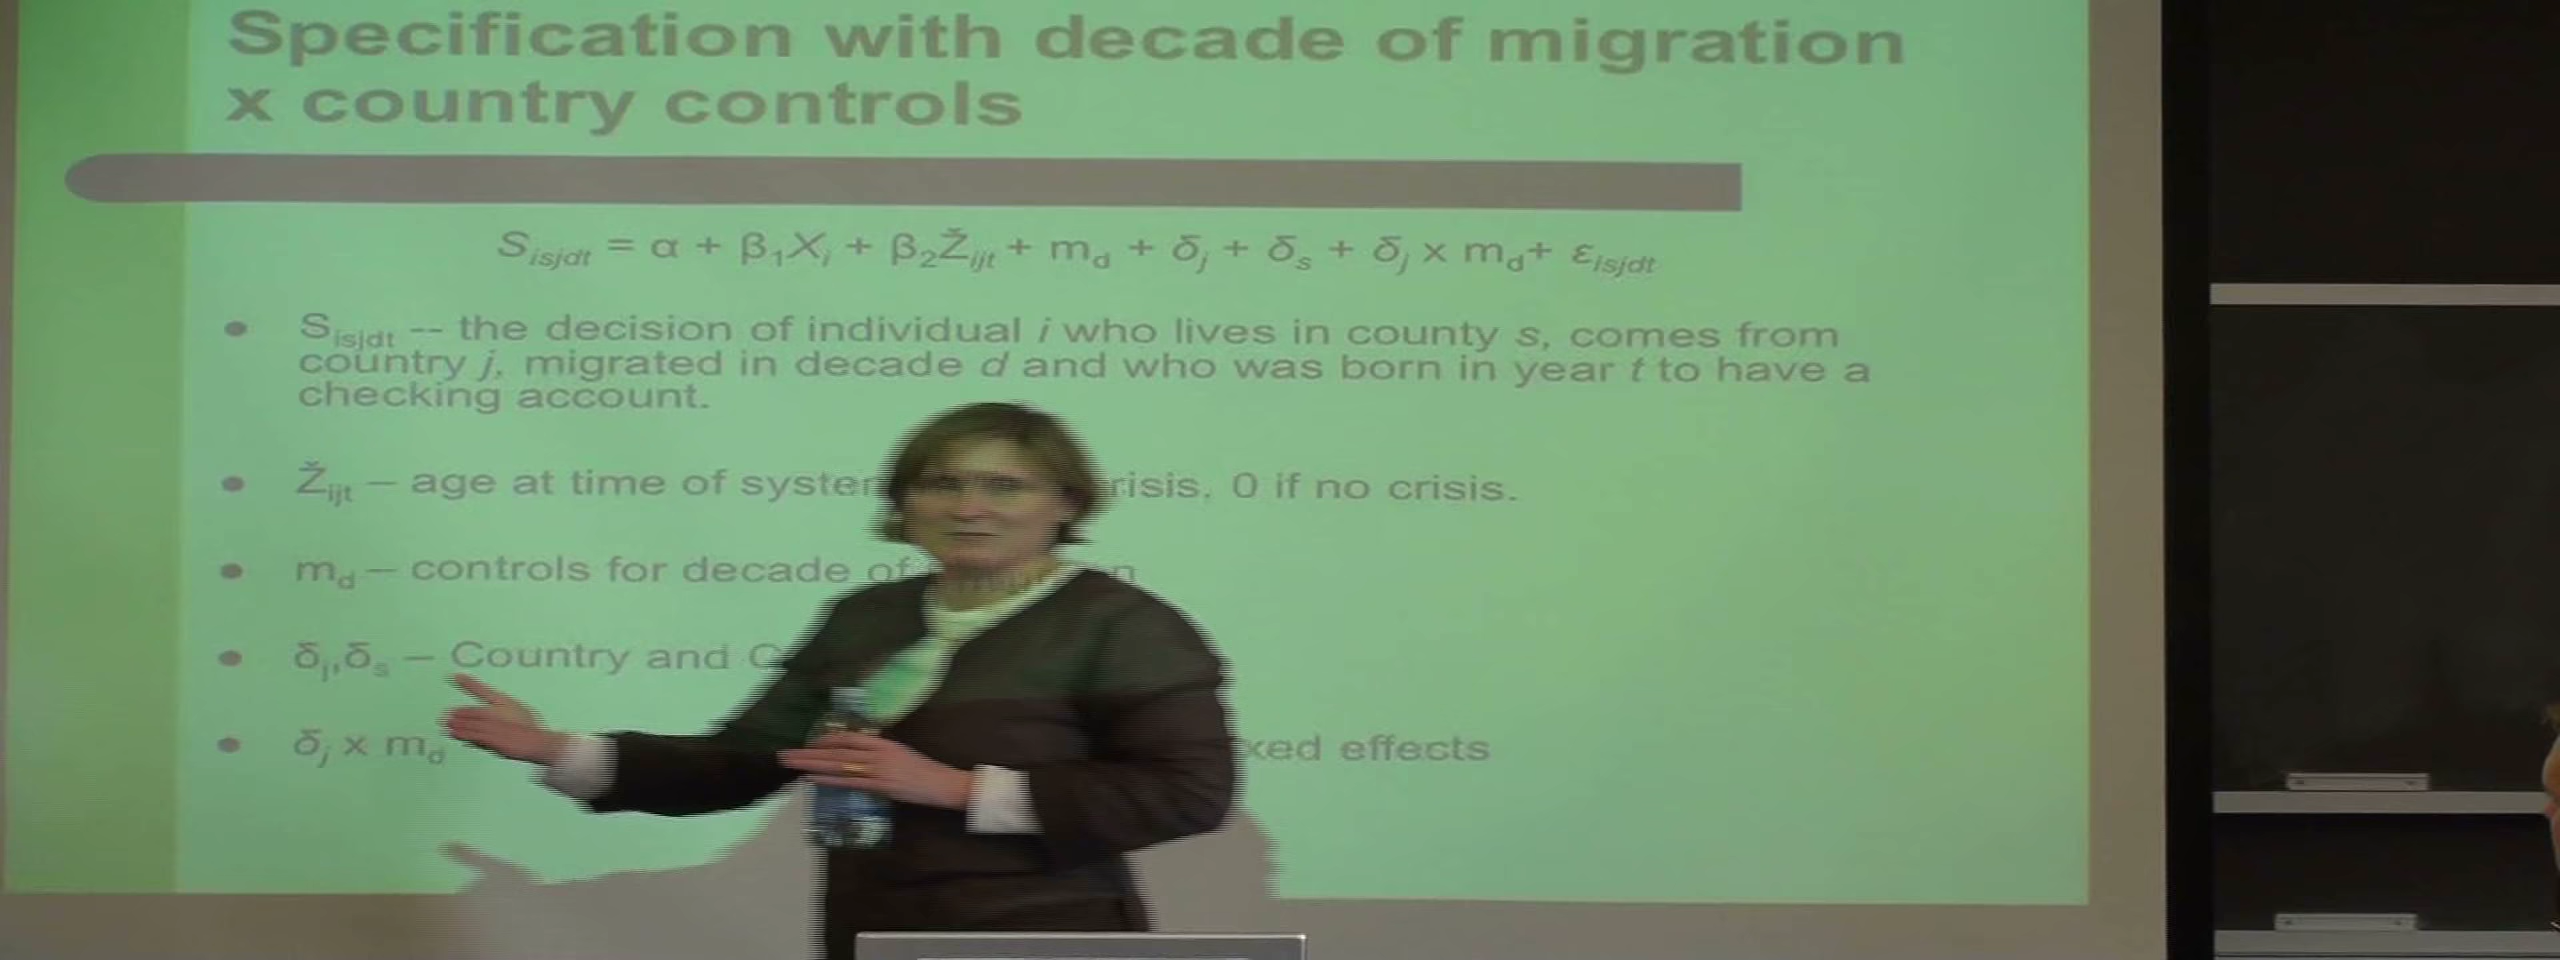 Specification with decade of migration
x country controls
S_isjdt = α + β₁X_i + β₂Ž_ijt + m_d + δ_j + δ_s + δ_j x m_d + ε_isjdt
• S_isjdt -- the decision of individual i who lives in county s, comes from
country j, migrated in decade d and who was born in year t to have a
checking account.
• Ž_ijt – age at time of risis. 0 if no crisis.
• m_d – controls for decade of
• δ_j,δ_s – Country and
• δ_j x m_d effects